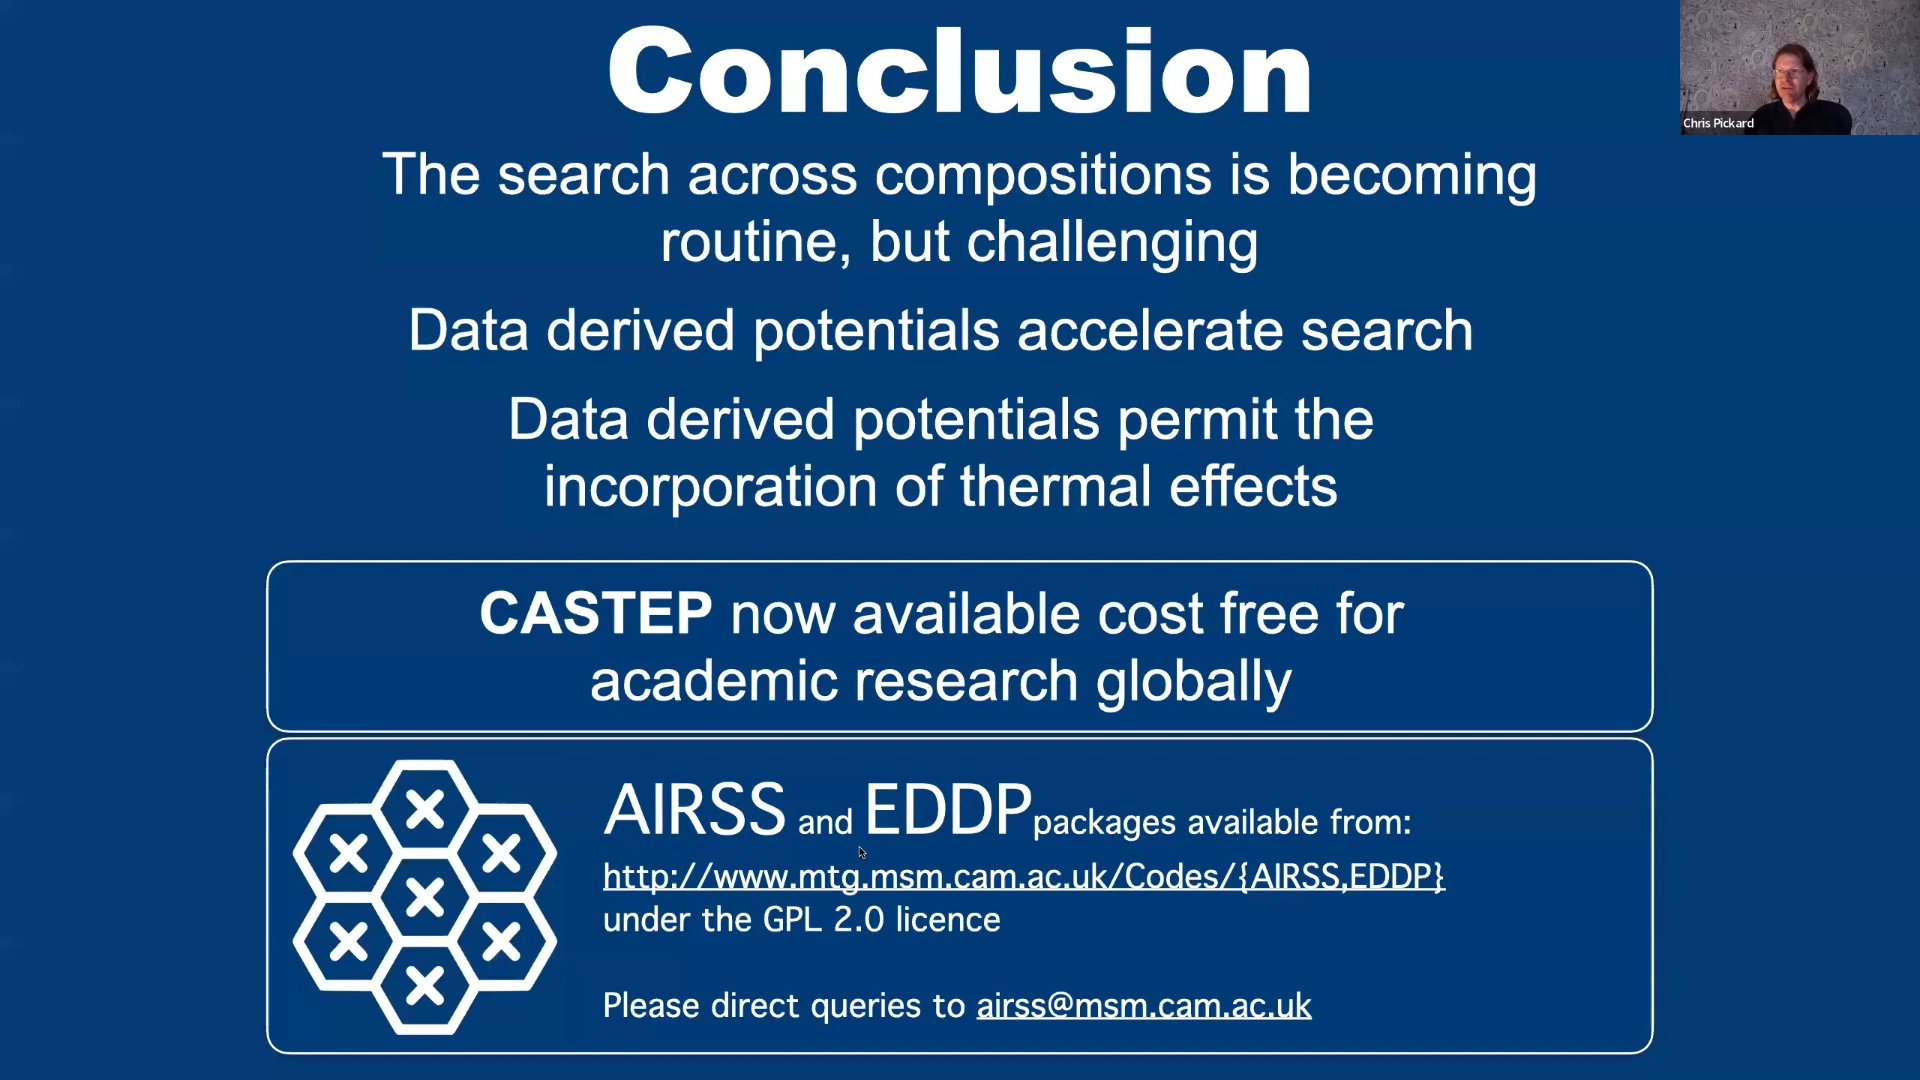 Conclusion
Chris Pickard
The search across compositions is becoming
routine, but challenging
Data derived potentials accelerate search
Data derived potentials permit the
incorporation of thermal effects
CASTEP now available cost free for
academic research globally
AIRSS and EDDP packages available from:
http://www.mtg.msm.cam.ac.uk/Codes/{AIRSS,EDDP}
under the GPL 2.0 licence
Please direct queries to airss@msm.cam.ac.uk